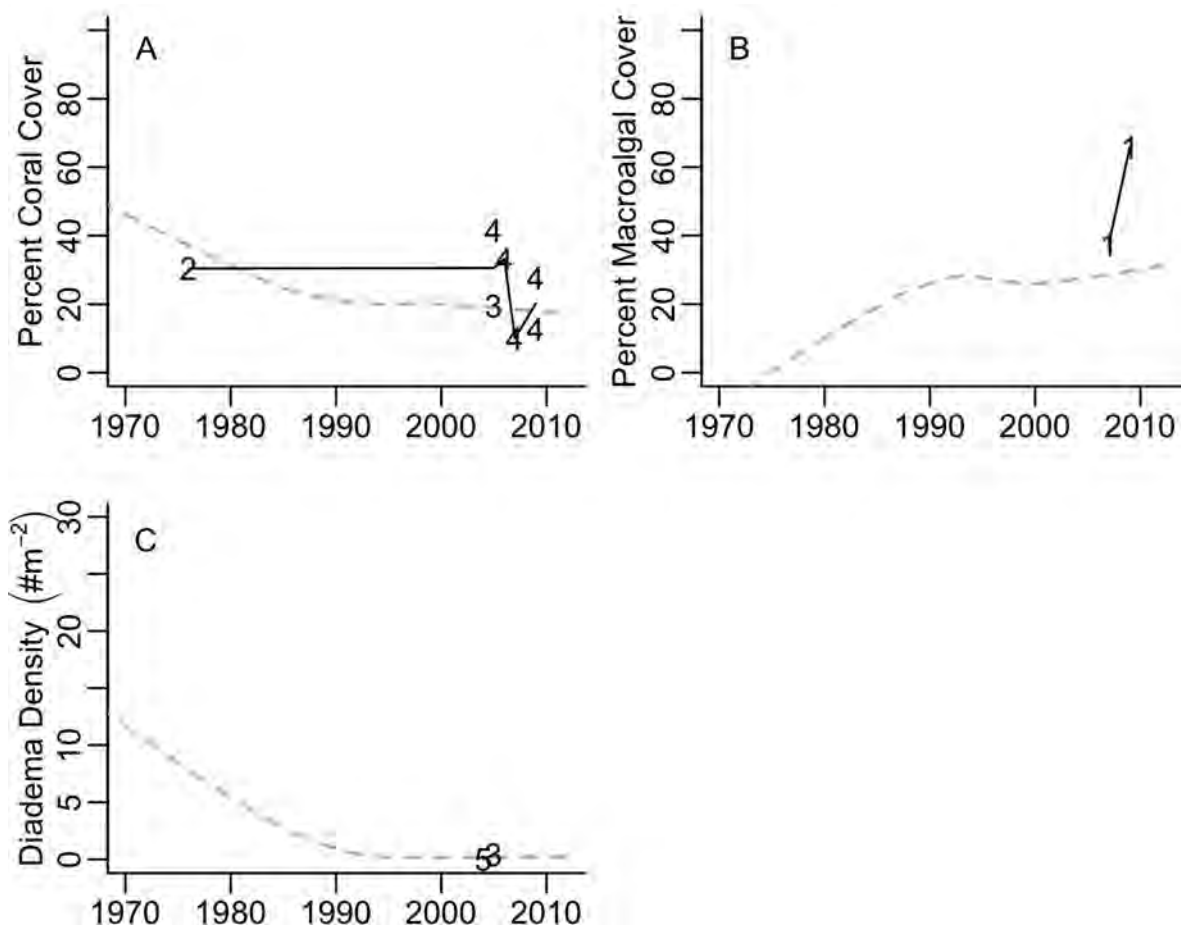 A
Percent Coral Cover
0 20 40 60 80
1970 1980 1990 2000 2010
2 4 4 3 4 4 4
B
Percent Macroalgal Cover
0 20 40 60 80
1970 1980 1990 2000 2010
1 1
C
Diadema Density (#m⁻²)
0 5 10 20 30
1970 1980 1990 2000 2010
5 3